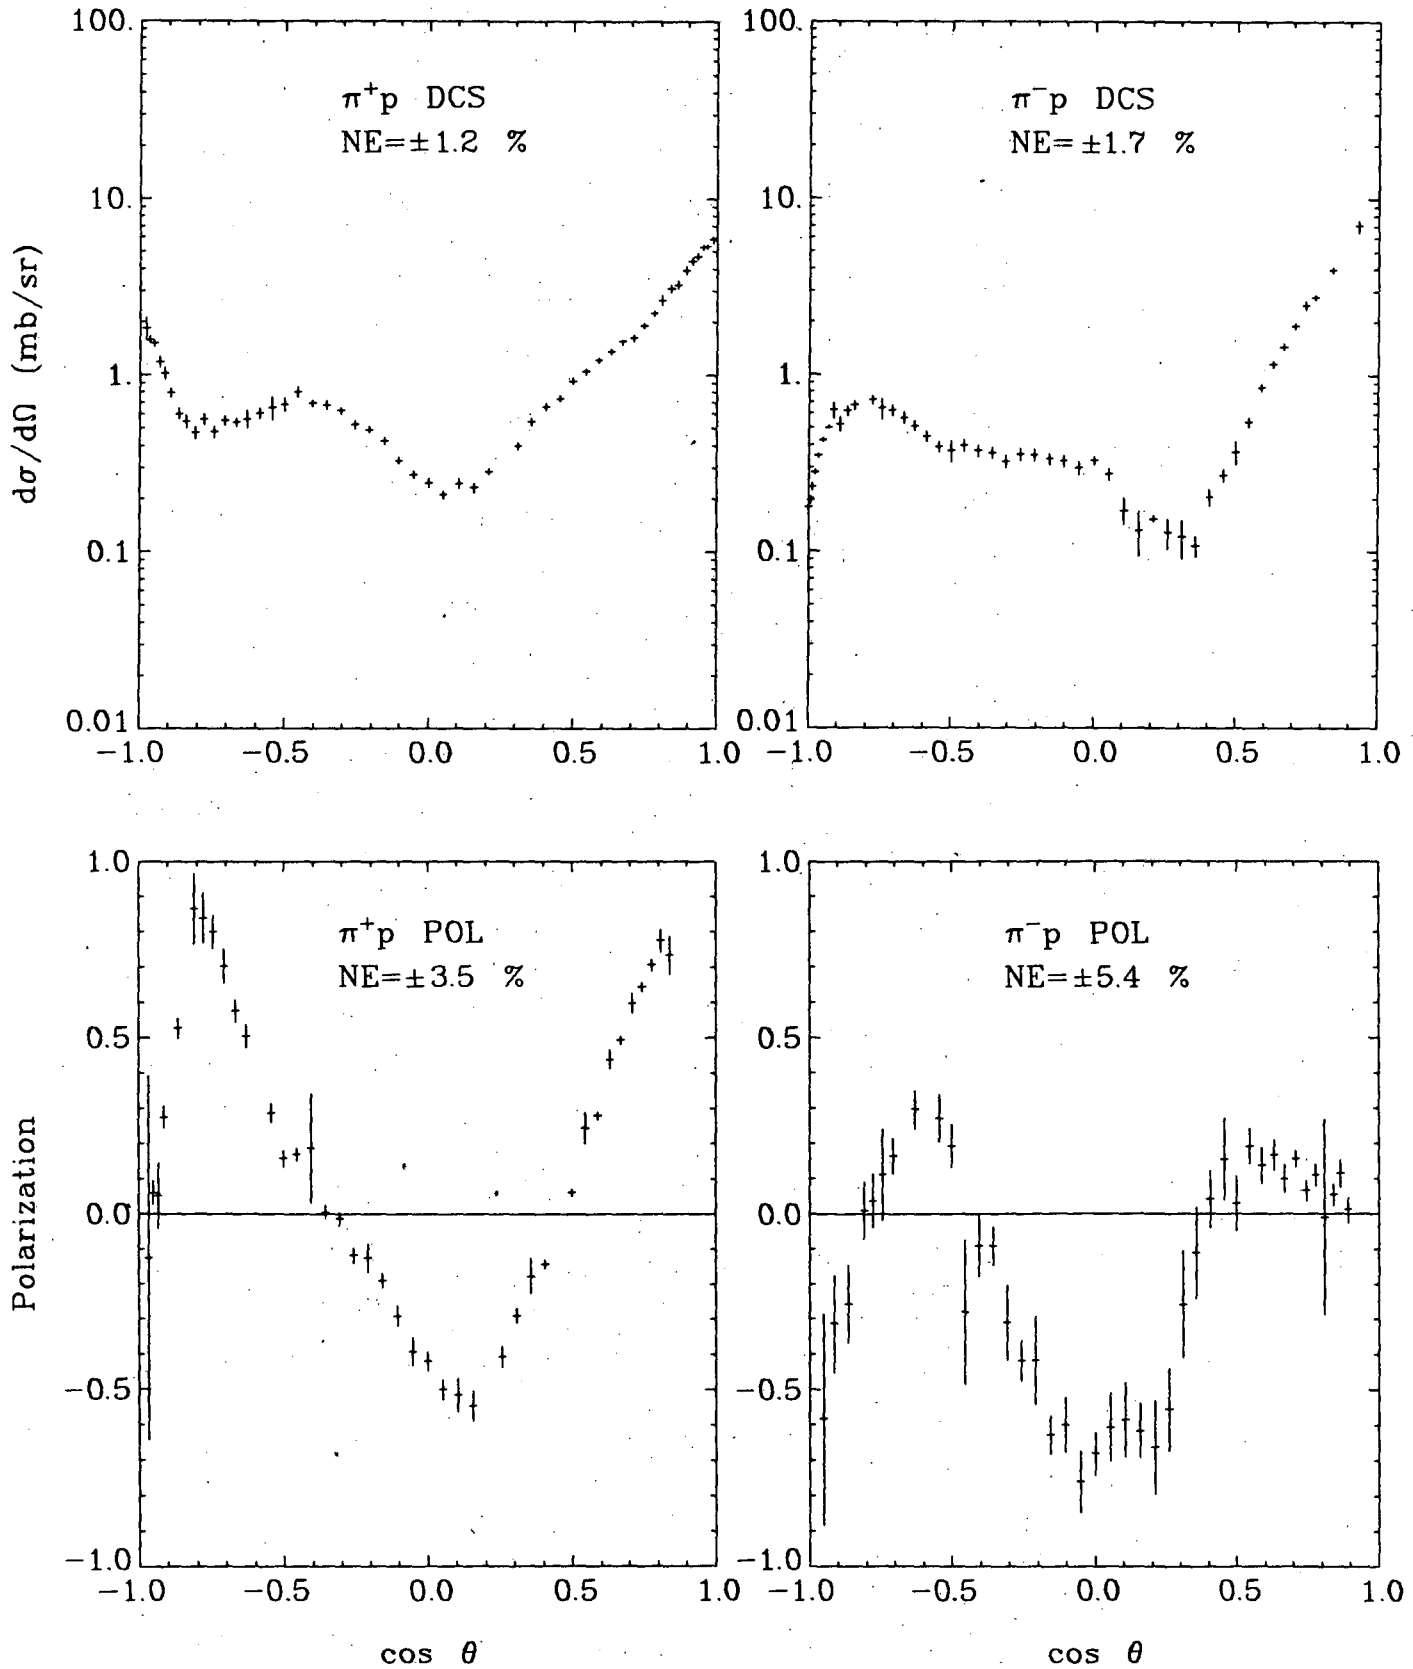 100.
10.
1.
0.1
0.01
dσ/dΩ (mb/sr)
π⁺p DCS
NE=±1.2 %
−1.0 −0.5 0.0 0.5 1.0
100.
10.
1.
0.1
0.01
π⁻p DCS
NE=±1.7 %
−1.0 −0.5 0.0 0.5 1.0
1.0
0.5
0.0
−0.5
−1.0
Polarization
π⁺p POL
NE=±3.5 %
−1.0 −0.5 0.0 0.5 1.0
cos θ
1.0
0.5
0.0
−0.5
−1.0
π⁻p POL
NE=±5.4 %
−1.0 −0.5 0.0 0.5 1.0
cos θ